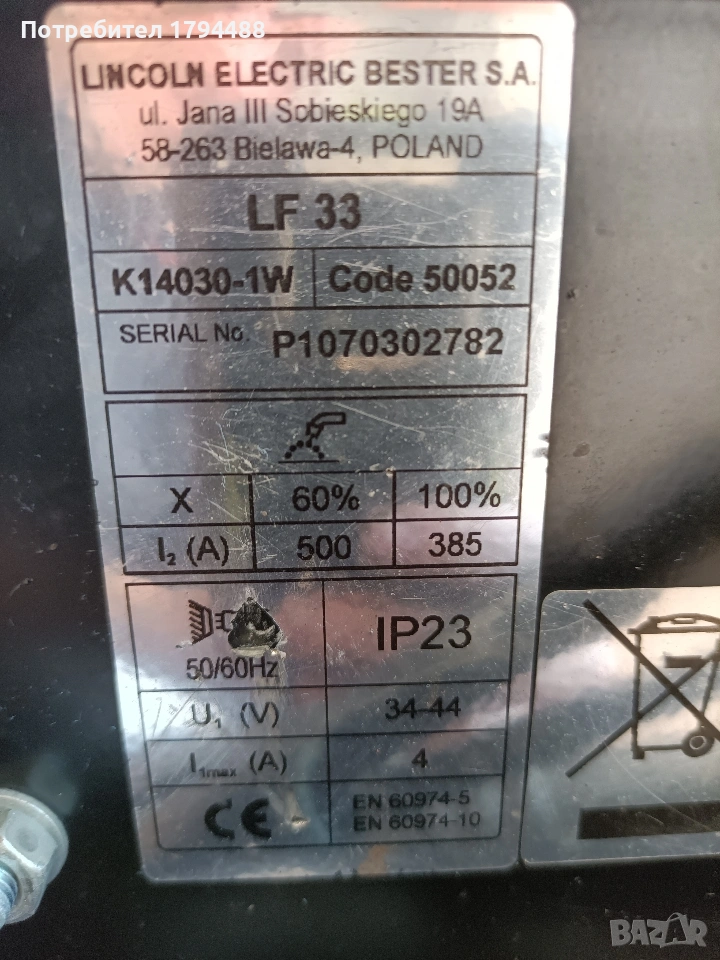 Потребител 1794488
LINCOLN ELECTRIC BESTER S.A.
ul. Jana III Sobieskiego 19A
58-263 Bielawa-4, POLAND
LF 33
K14030-1W Code 50052
SERIAL No. P1070302782
X 60% 100%
I₂ (A) 500 385
50/60Hz IP23
U₁ (V) 34-44
I₁max (A) 4
CE EN 60974-5
EN 60974-10
BAZAR